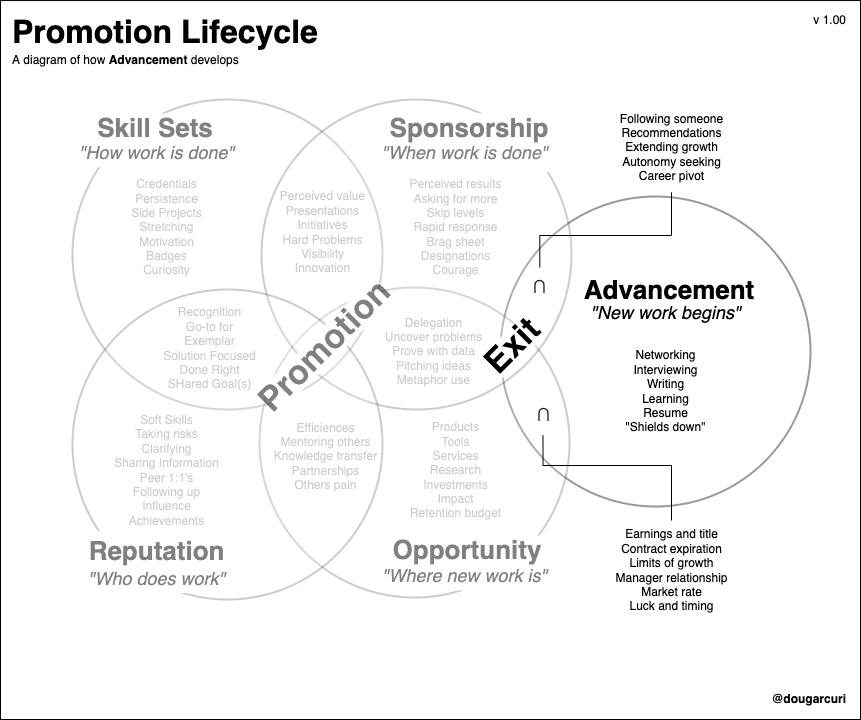 Promotion Lifecycle
v 1.00
A diagram of how Advancement develops
Skill Sets
"How work is done"
Credentials
Persistence
Side Projects
Stretching
Motivation
Badges
Curiosity
Perceived value
Presentations
Initiatives
Hard Problems
Visibility
Innovation
Sponsorship
"When work is done"
Perceived results
Asking for more
Skip levels
Rapid response
Brag sheet
Designations
Courage
Following someone
Recommendations
Extending growth
Autonomy seeking
Career pivot
∩
Advancement
"New work begins"
Networking
Interviewing
Writing
Learning
Resume
"Shields down"
Recognition
Go-to for
Exemplar
Solution Focused
Done Right
SHared Goal(s)
Promotion
Delegation
Uncover problems
Prove with data
Pitching ideas
Metaphor use
Exit
∩
Soft Skills
Taking risks
Clarifying
Sharing Information
Peer 1:1's
Following up
Influence
Achievements
Reputation
"Who does work"
Efficiences
Mentoring others
Knowledge transfer
Partnerships
Others pain
Products
Tools
Services
Research
Investments
Impact
Retention budget
Opportunity
"Where new work is"
Earnings and title
Contract expiration
Limits of growth
Manager relationship
Market rate
Luck and timing
@dougarcuri